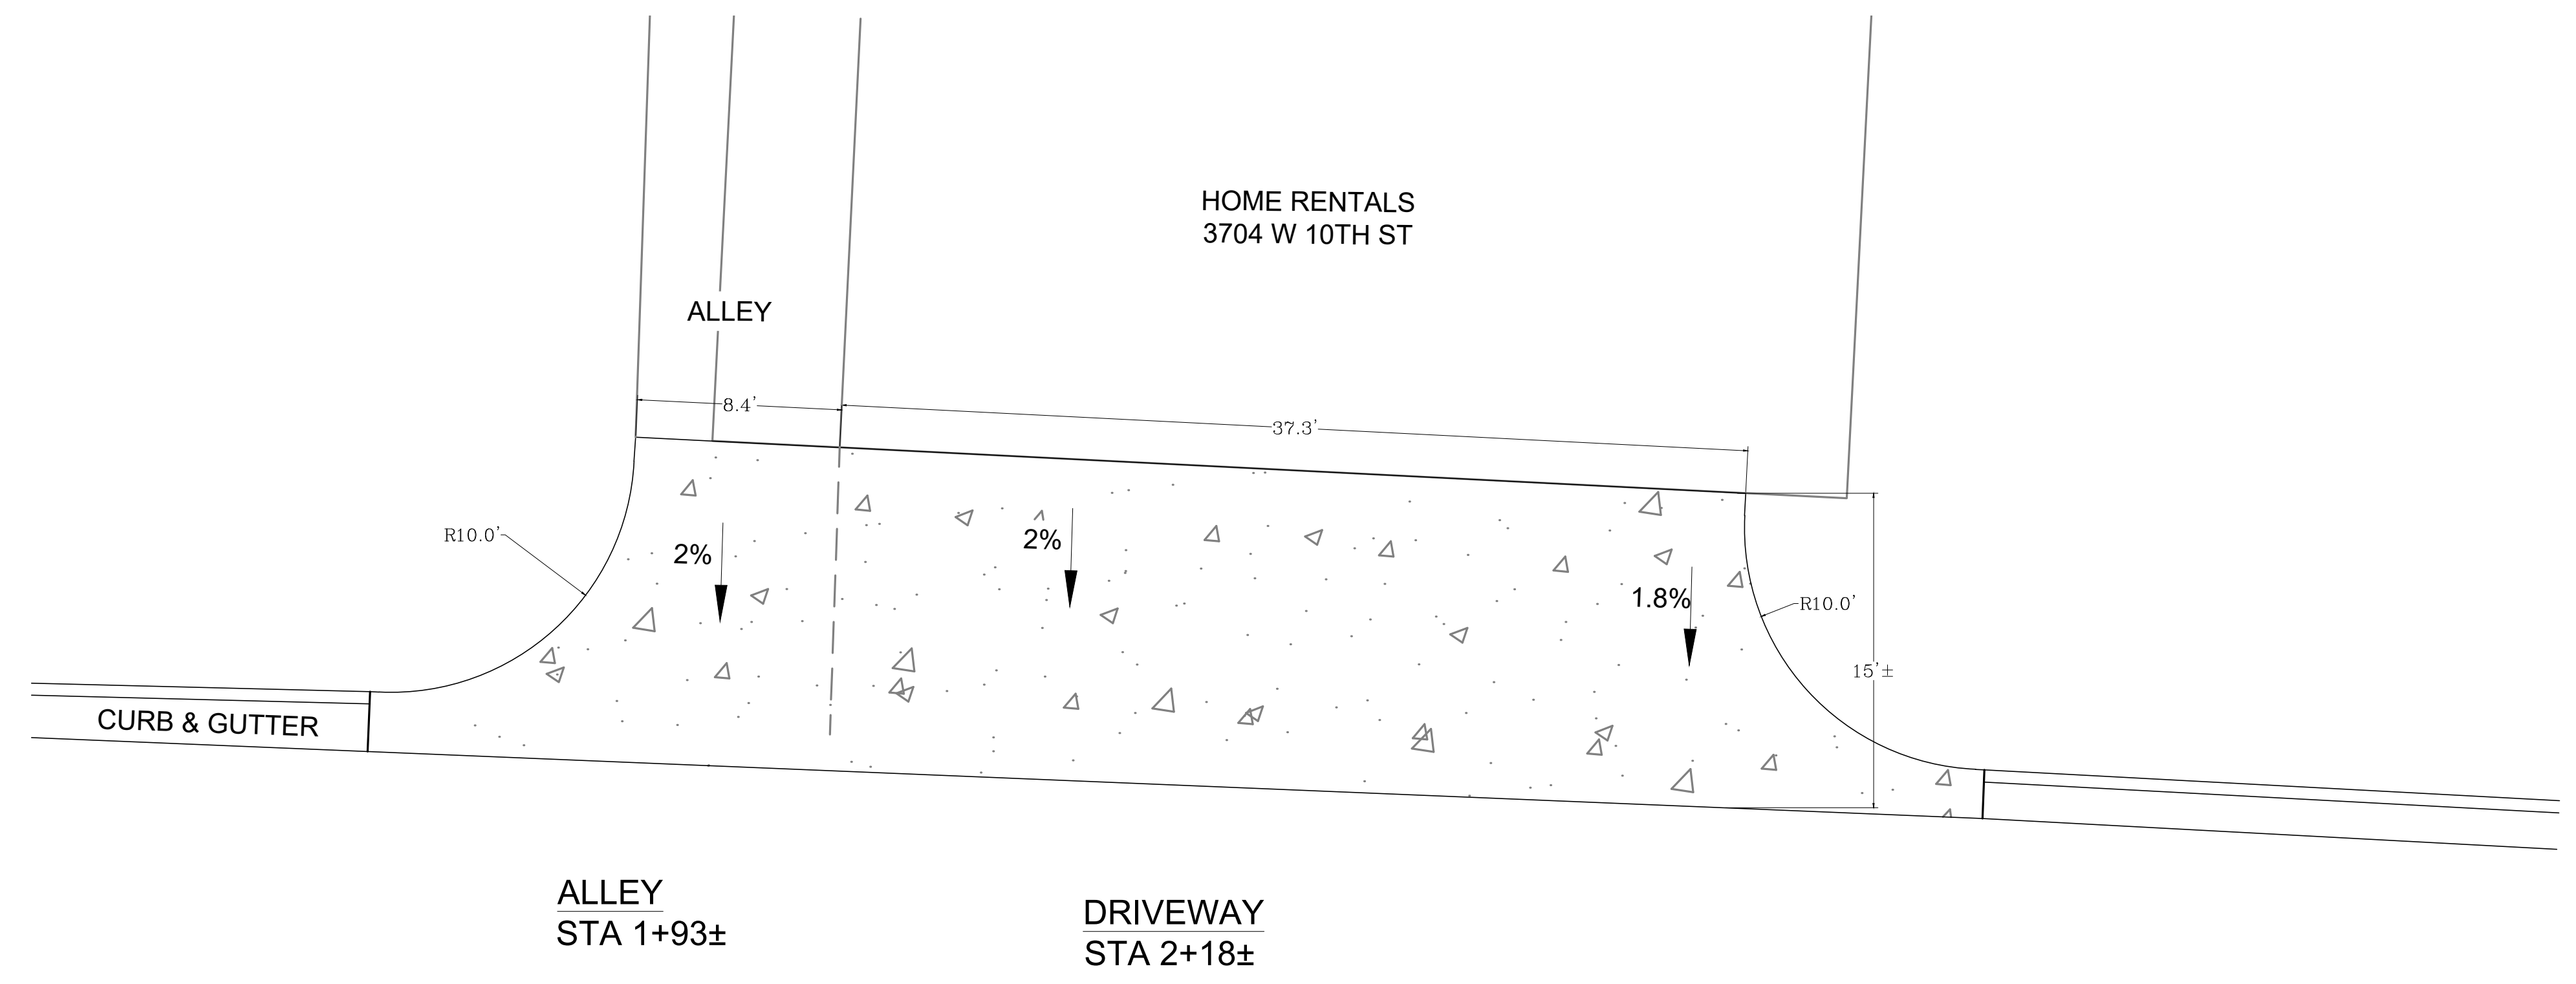 HOME RENTALS
3704 W 10TH ST
ALLEY
8.4'
37.3'
R10.0'
2%
2%
1.8%
R10.0'
15'±
CURB & GUTTER
ALLEY
STA 1+93±
DRIVEWAY
STA 2+18±